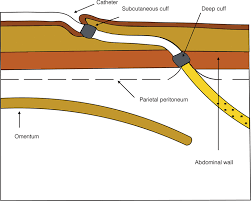 Catheter
Subcutaneous cuff
Deep cuff
Parietal peritoneum
Omentum
Abdominal wall